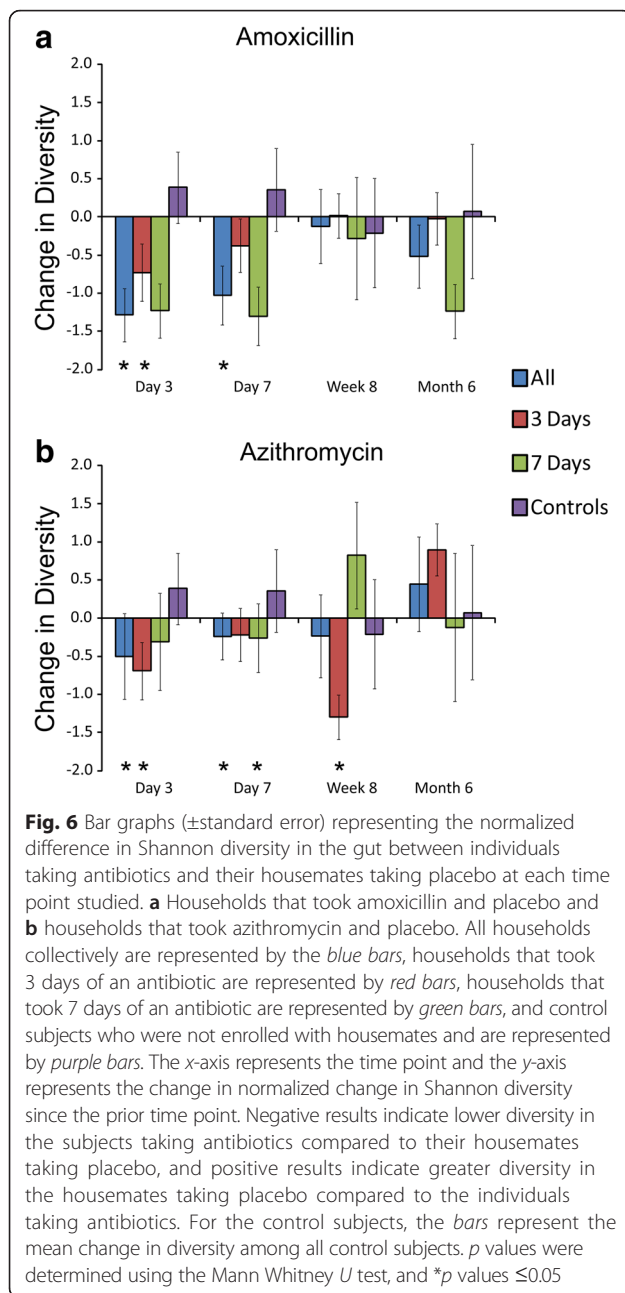 a
Amoxicillin
2.0
1.5
1.0
0.5
0.0
-0.5
-1.0
-1.5
-2.0
Change in Diversity
* * *
Day 3 Day 7 Week 8 Month 6
All
3 Days
7 Days
Controls
b
Azithromycin
2.0
1.5
1.0
0.5
0.0
-0.5
-1.0
-1.5
-2.0
Change in Diversity
* * * * *
Day 3 Day 7 Week 8 Month 6
Fig. 6 Bar graphs (±standard error) representing the normalized
difference in Shannon diversity in the gut between individuals
taking antibiotics and their housemates taking placebo at each time
point studied. a Households that took amoxicillin and placebo and
b households that took azithromycin and placebo. All households
collectively are represented by the blue bars, households that took
3 days of an antibiotic are represented by red bars, households that
took 7 days of an antibiotic are represented by green bars, and control
subjects who were not enrolled with housemates and are represented
by purple bars. The x-axis represents the time point and the y-axis
represents the change in normalized change in Shannon diversity
since the prior time point. Negative results indicate lower diversity in
the subjects taking antibiotics compared to their housemates
taking placebo, and positive results indicate greater diversity in
the housemates taking placebo compared to the individuals
taking antibiotics. For the control subjects, the bars represent the
mean change in diversity among all control subjects. p values were
determined using the Mann Whitney U test, and *p values ≤0.05